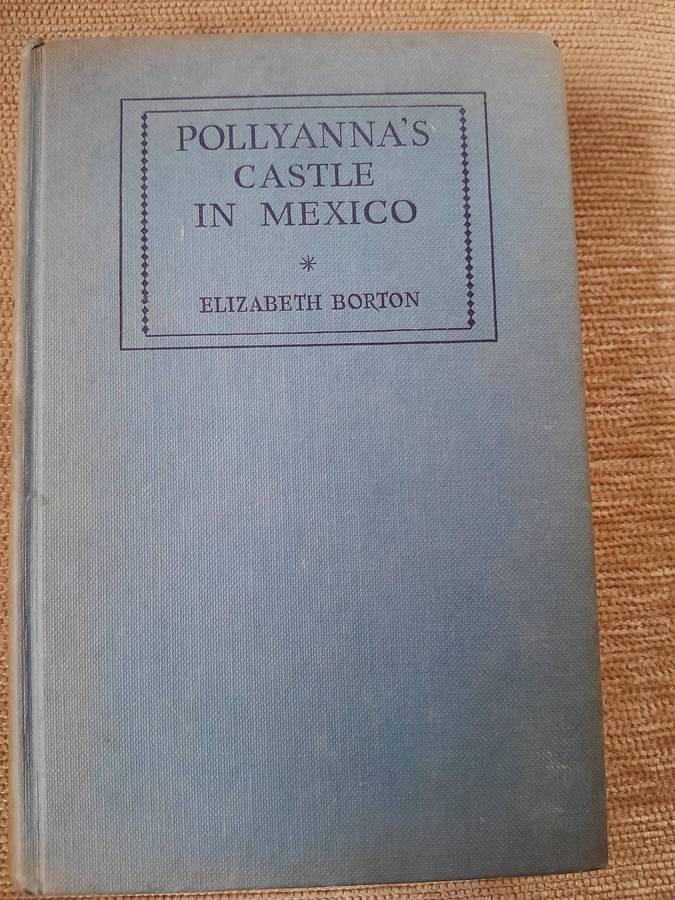 POLLYANNA'S
CASTLE
IN MEXICO
*
ELIZABETH BORTON